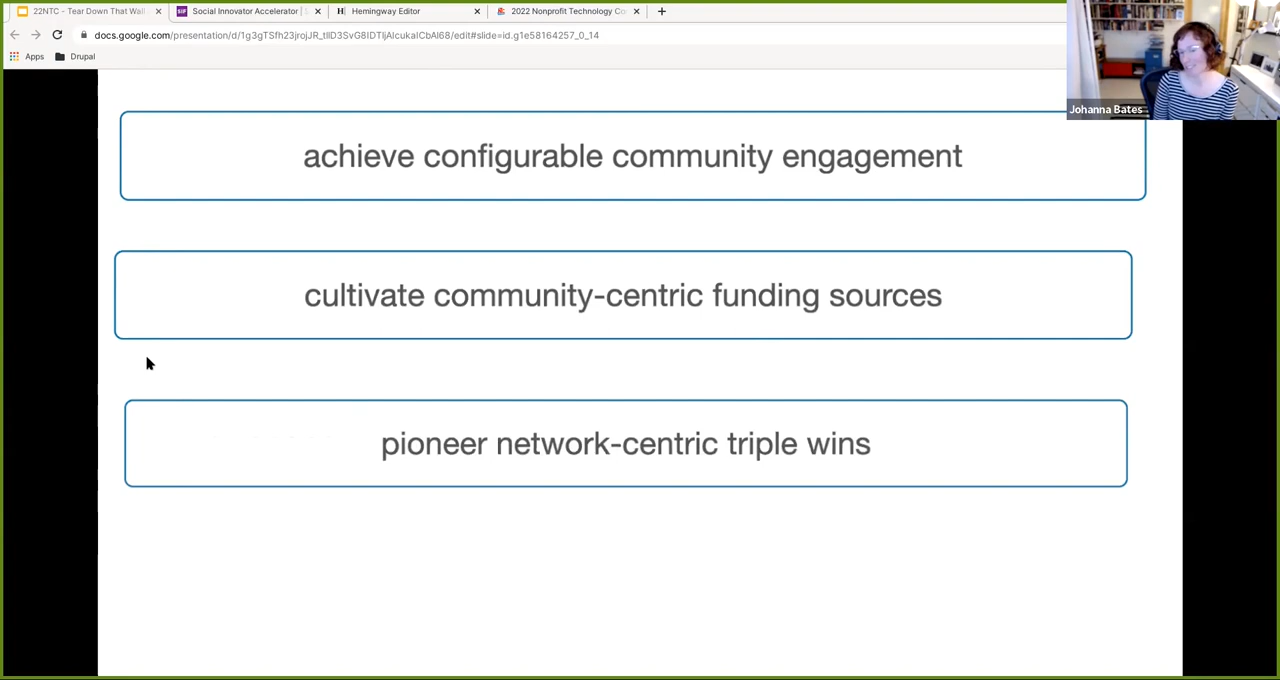 22NTC - Tear Down That Wall
Social Innovator Accelerator |
Hemingway Editor
2022 Nonprofit Technology Co
docs.google.com/presentation/d/1g3gTSfh23jrojJR_tllD3SvG8IDTIjAIcukaICbAl68/edit#slide=id.g1e58164257_0_14
Apps
Drupal
Johanna Bates
achieve configurable community engagement
cultivate community-centric funding sources
pioneer network-centric triple wins